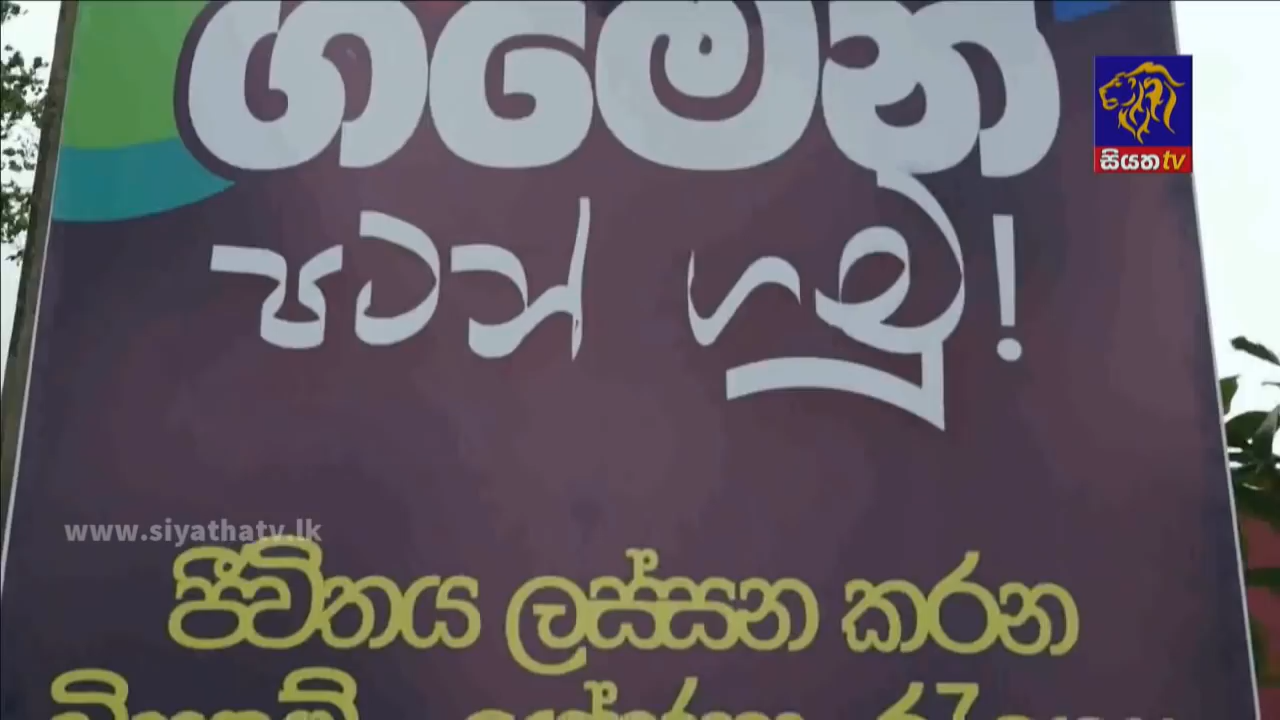 ගමෙන්
පටන් ගමු!
සියත tv
www.siyathatv.lk
ජීවිතය ලස්සන කරන